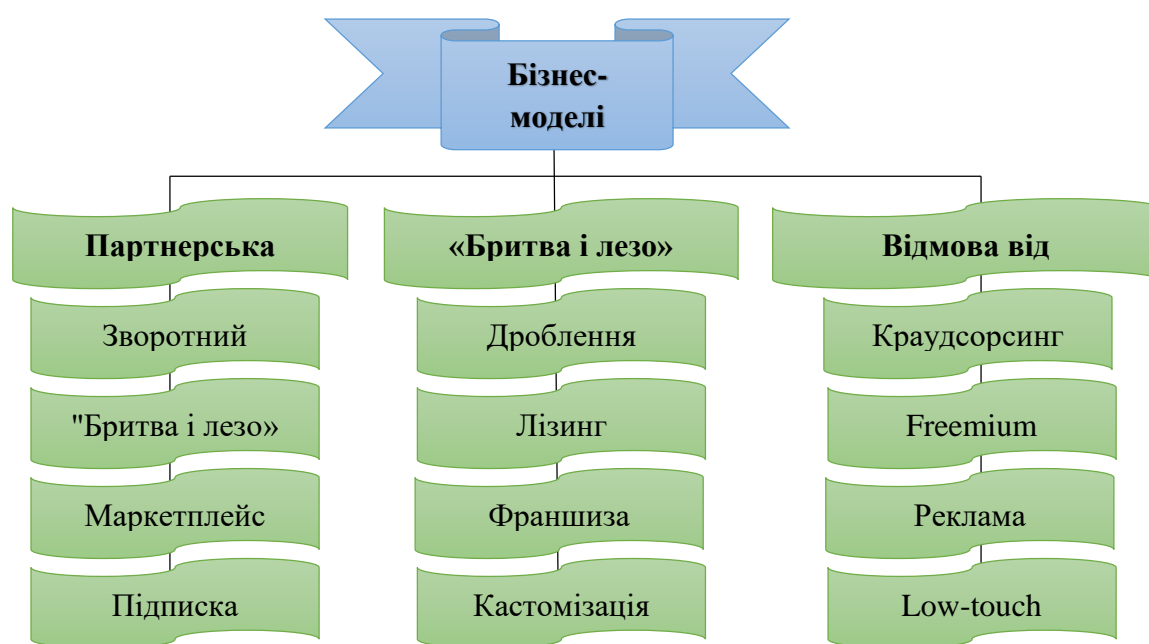 Бізнес-
моделі
Партнерська
«Бритва і лезо»
Відмова від
Зворотний
Дроблення
Краудсорсинг
"Бритва і лезо»
Лізинг
Freemium
Маркетплейс
Франшиза
Реклама
Підписка
Кастомізація
Low-touch